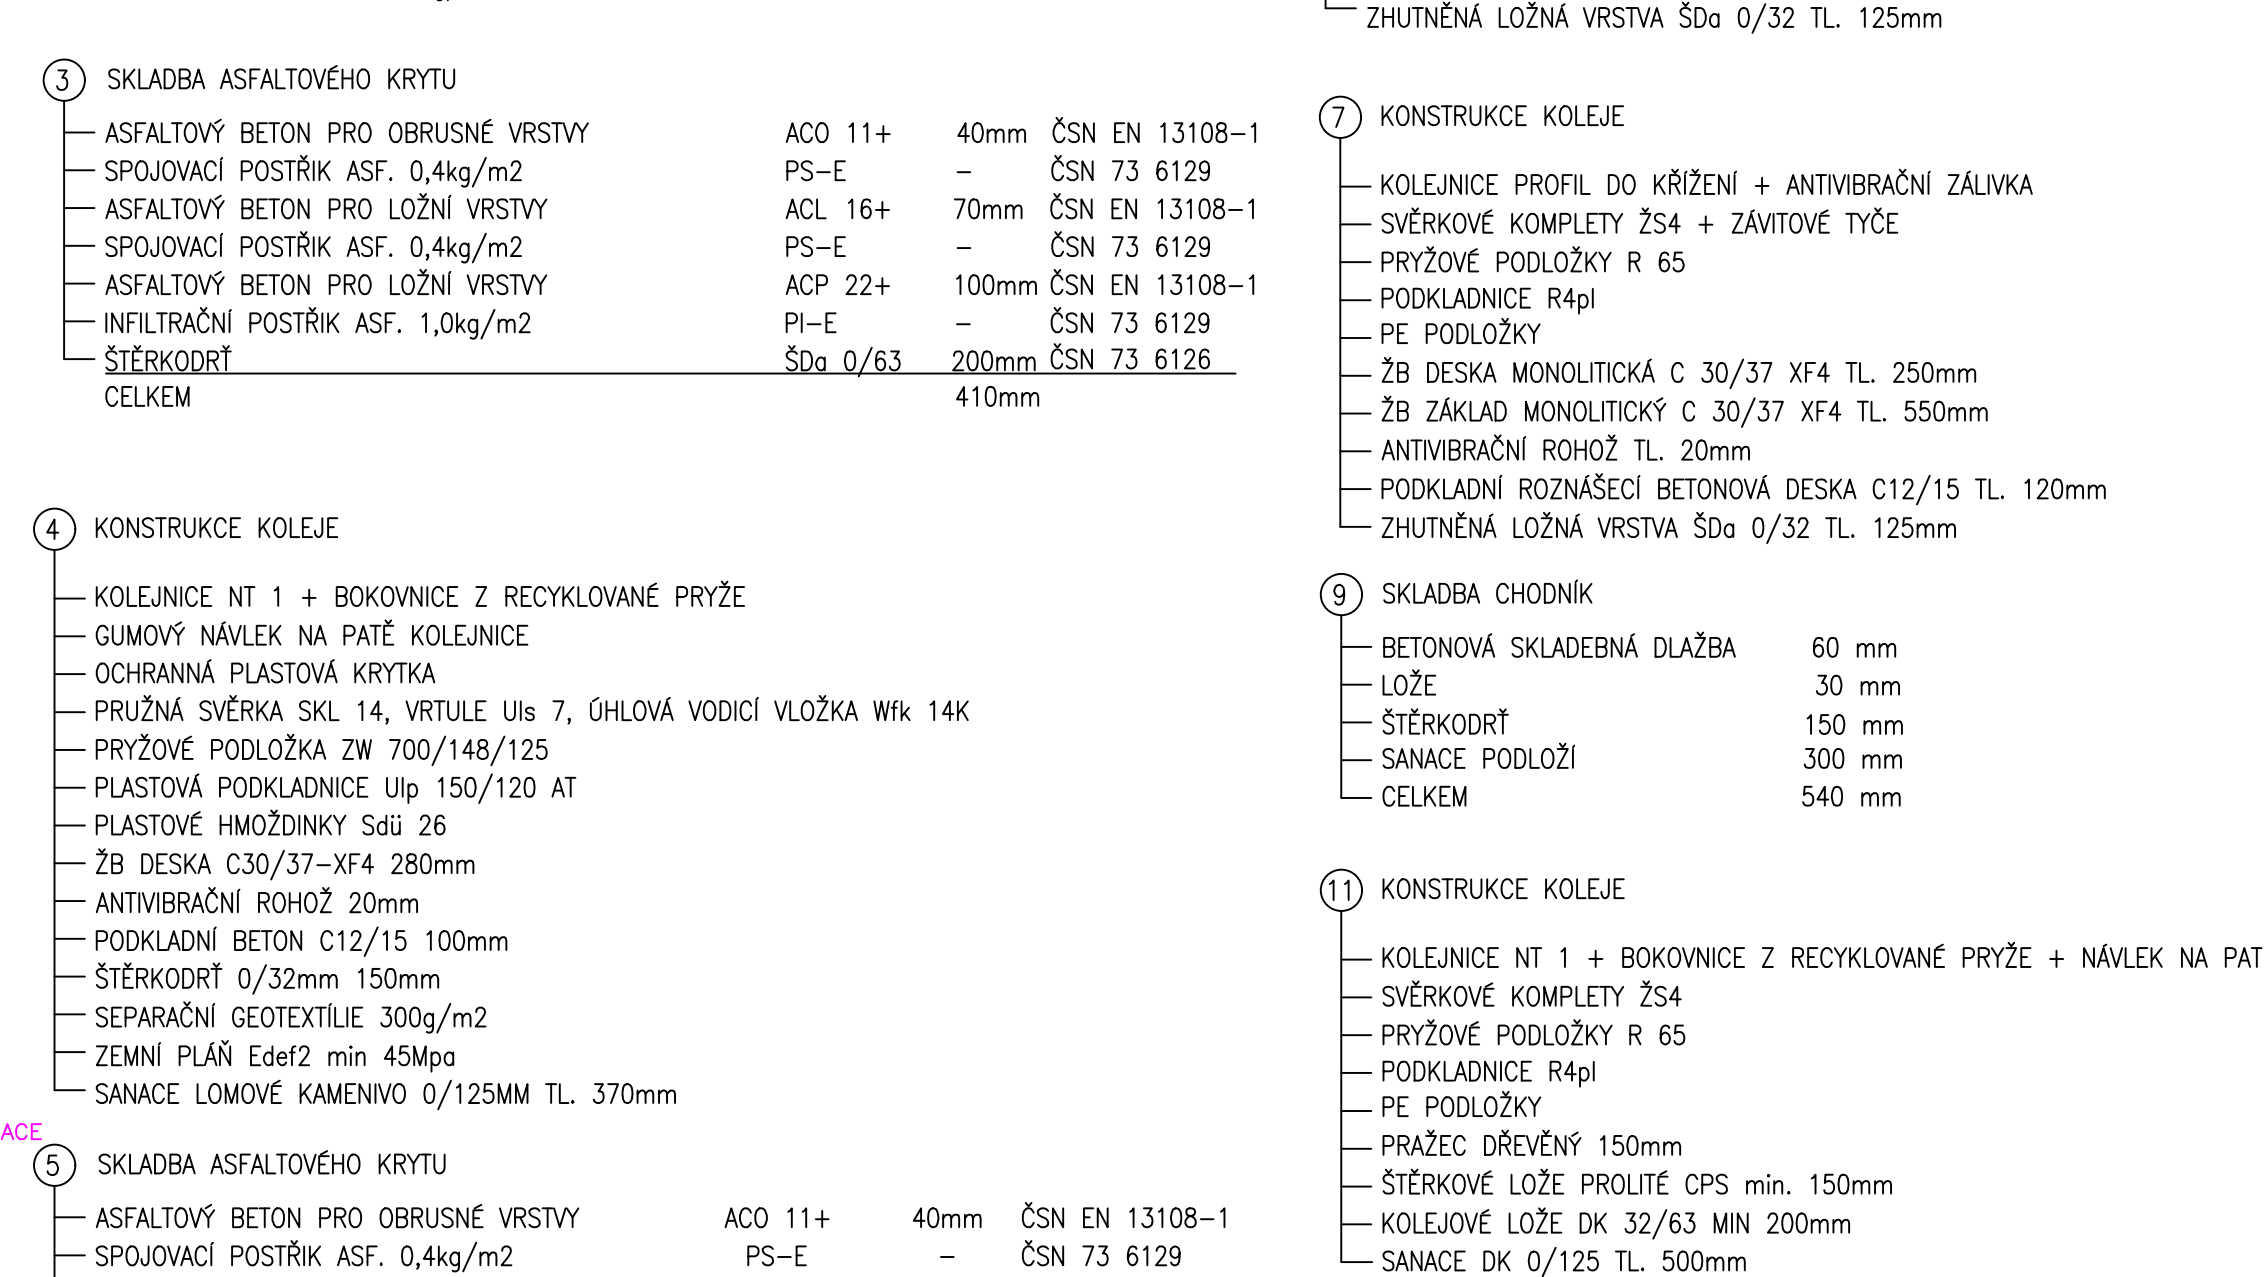 3 SKLADBA ASFALTOVÉHO KRYTU
ASFALTOVÝ BETON PRO OBRUSNÉ VRSTVY ACO 11+ 40mm ČSN EN 13108-1
SPOJOVACÍ POSTŘIK ASF. 0,4kg/m2 PS-E - ČSN 73 6129
ASFALTOVÝ BETON PRO LOŽNÍ VRSTVY ACL 16+ 70mm ČSN EN 13108-1
SPOJOVACÍ POSTŘIK ASF. 0,4kg/m2 PS-E - ČSN 73 6129
ASFALTOVÝ BETON PRO LOŽNÍ VRSTVY ACP 22+ 100mm ČSN EN 13108-1
INFILTRAČNÍ POSTŘIK ASF. 1,0kg/m2 PI-E - ČSN 73 6129
ŠTĚRKODRŤ ŠDa 0/63 200mm ČSN 73 6126
CELKEM 410mm
4 KONSTRUKCE KOLEJE
KOLEJNICE NT 1 + BOKOVNICE Z RECYKLOVANÉ PRYŽE
GUMOVÝ NÁVLEK NA PATĚ KOLEJNICE
OCHRANNÁ PLASTOVÁ KRYTKA
PRUŽNÁ SVĚRKA SKL 14, VRTULE Uls 7, ÚHLOVÁ VODICÍ VLOŽKA Wfk 14K
PRYŽOVÉ PODLOŽKA ZW 700/148/125
PLASTOVÁ PODKLADNICE Ulp 150/120 AT
PLASTOVÉ HMOŽDINKY Sdü 26
ŽB DESKA C30/37-XF4 280mm
ANTIVIBRAČNÍ ROHOŽ 20mm
PODKLADNÍ BETON C12/15 100mm
ŠTĚRKODRŤ 0/32mm 150mm
SEPARAČNÍ GEOTEXTÍLIE 300g/m2
ZEMNÍ PLÁŇ Edef2 min 45Mpa
SANACE LOMOVÉ KAMENIVO 0/125MM TL. 370mm
ACE
5 SKLADBA ASFALTOVÉHO KRYTU
ASFALTOVÝ BETON PRO OBRUSNÉ VRSTVY ACO 11+ 40mm ČSN EN 13108-1
SPOJOVACÍ POSTŘIK ASF. 0,4kg/m2 PS-E - ČSN 73 6129
ZHUTNĚNÁ LOŽNÁ VRSTVA ŠDa 0/32 TL. 125mm
7 KONSTRUKCE KOLEJE
KOLEJNICE PROFIL DO KŘÍŽENÍ + ANTIVIBRAČNÍ ZÁLIVKA
SVĚRKOVÉ KOMPLETY ŽS4 + ZÁVITOVÉ TYČE
PRYŽOVÉ PODLOŽKY R 65
PODKLADNICE R4pl
PE PODLOŽKY
ŽB DESKA MONOLITICKÁ C 30/37 XF4 TL. 250mm
ŽB ZÁKLAD MONOLITICKÝ C 30/37 XF4 TL. 550mm
ANTIVIBRAČNÍ ROHOŽ TL. 20mm
PODKLADNÍ ROZNÁŠECÍ BETONOVÁ DESKA C12/15 TL. 120mm
ZHUTNĚNÁ LOŽNÁ VRSTVA ŠDa 0/32 TL. 125mm
9 SKLADBA CHODNÍK
BETONOVÁ SKLADEBNÁ DLAŽBA 60 mm
LOŽE 30 mm
ŠTĚRKODRŤ 150 mm
SANACE PODLOŽÍ 300 mm
CELKEM 540 mm
11 KONSTRUKCE KOLEJE
KOLEJNICE NT 1 + BOKOVNICE Z RECYKLOVANÉ PRYŽE + NÁVLEK NA PAT
SVĚRKOVÉ KOMPLETY ŽS4
PRYŽOVÉ PODLOŽKY R 65
PODKLADNICE R4pl
PE PODLOŽKY
PRAŽEC DŘEVĚNÝ 150mm
ŠTĚRKOVÉ LOŽE PROLITÉ CPS min. 150mm
KOLEJOVÉ LOŽE DK 32/63 MIN 200mm
SANACE DK 0/125 TL. 500mm